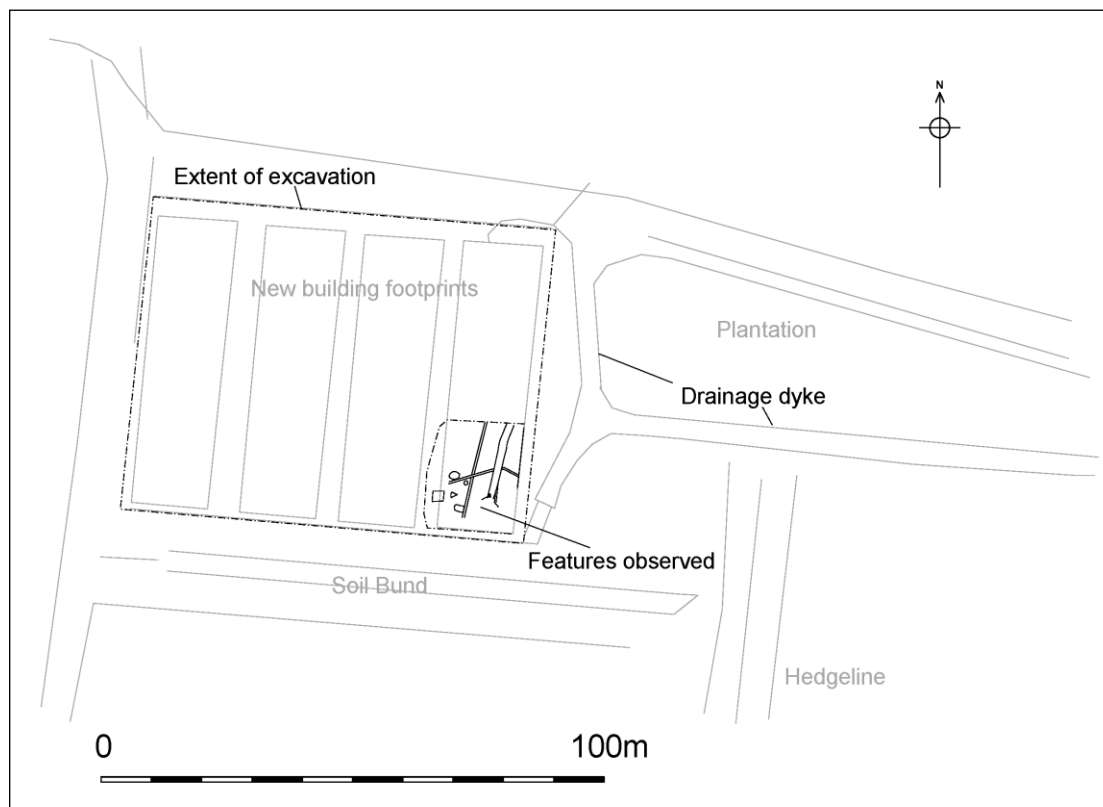 N
Extent of excavation
New building footprints
Plantation
Drainage dyke
Features observed
Soil Bund
Hedgeline
0
100m